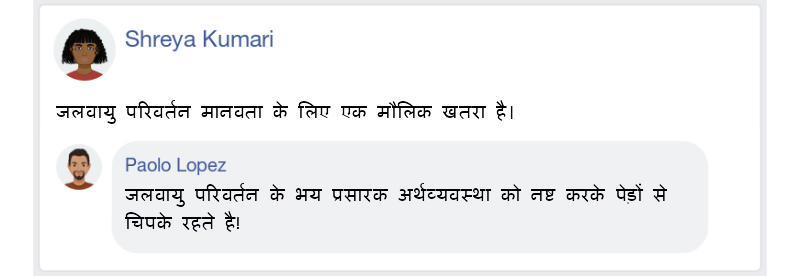 Shreya Kumari
जलवायु परिवर्तन मानवता के लिए एक मौलिक खतरा है।
Paolo Lopez
जलवायु परिवर्तन के भय प्रसारक अर्थव्यवस्था को नष्ट करके पेड़ों से
चिपके रहते है!